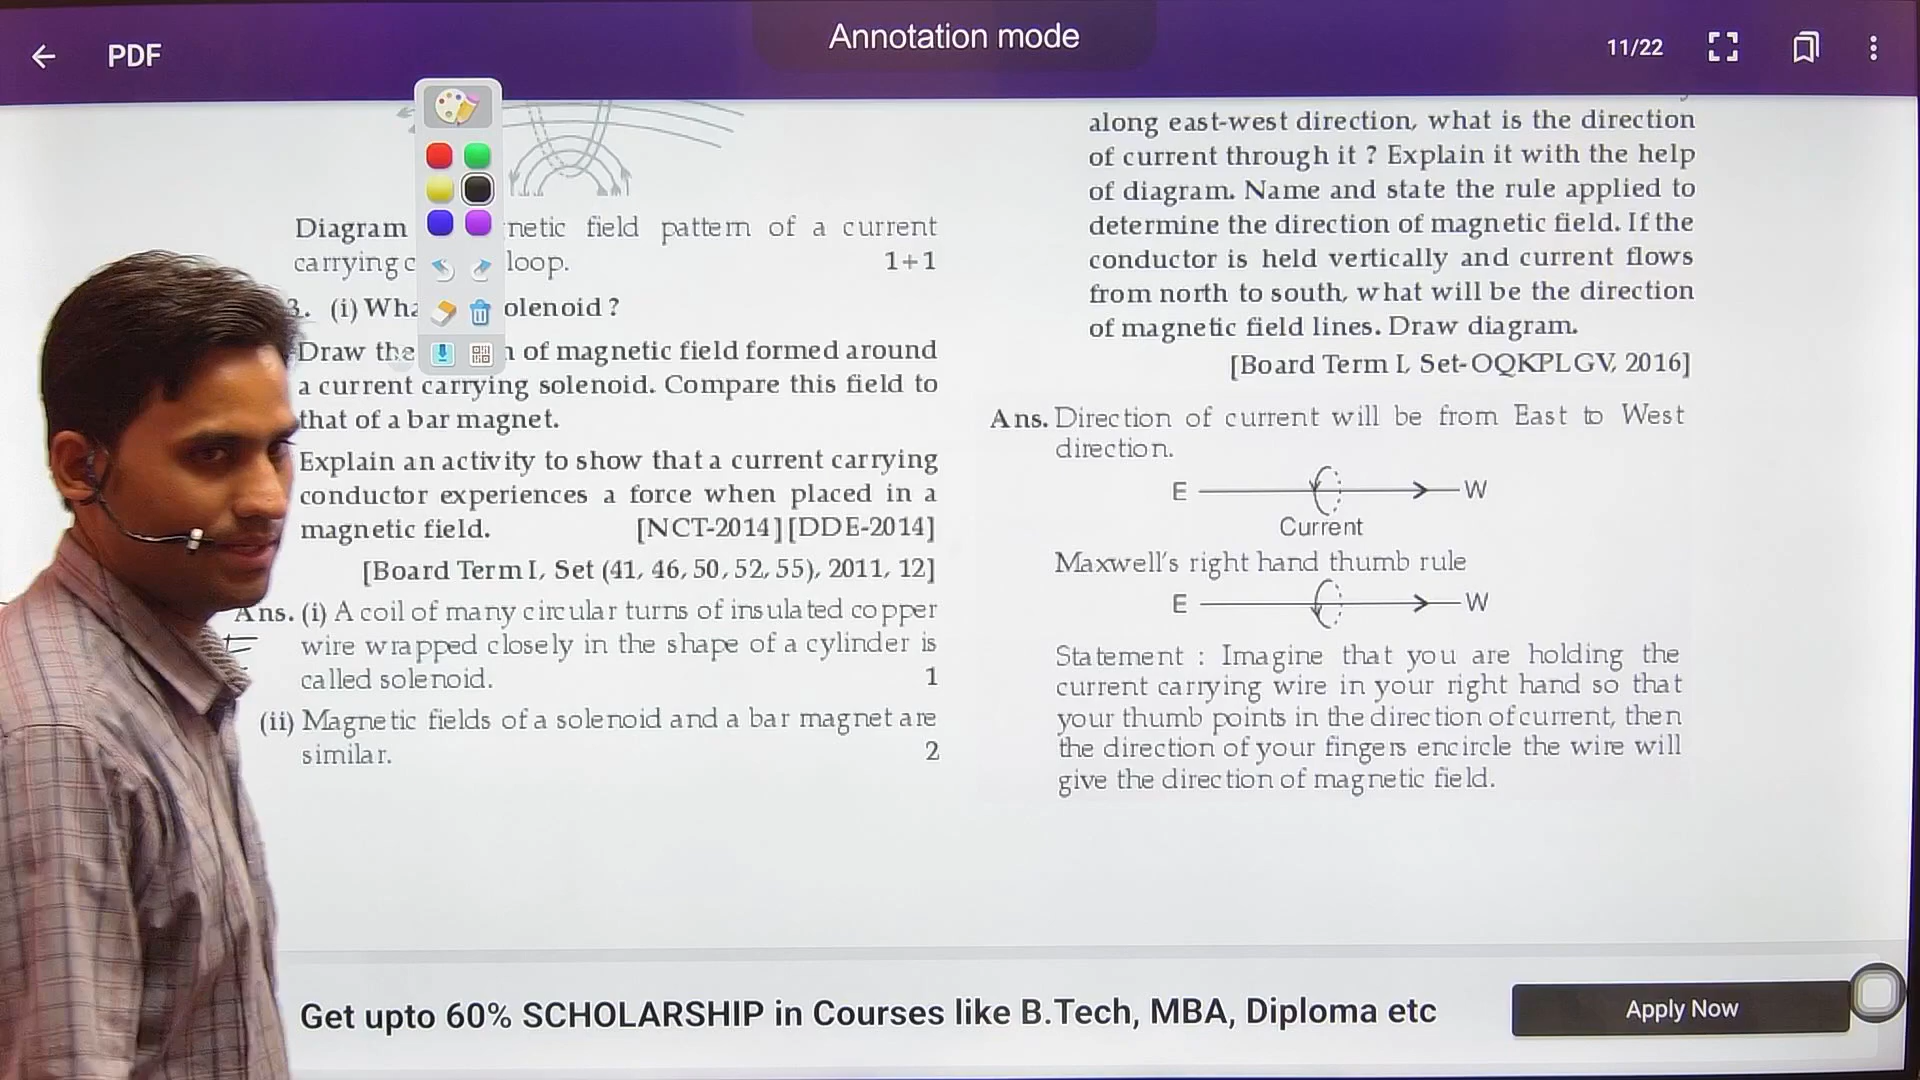 Annotation mode
PDF
11/22
Diagram netic field pattern of a current
carrying c loop. 1+1
3. (i) Wha olenoid ?
Draw the n of magnetic field formed around
a current carrying solenoid. Compare this field to
that of a bar magnet.
Explain an activity to show that a current carrying
conductor experiences a force when placed in a
magnetic field. [NCT-2014] [DDE-2014]
[Board Term I, Set (41, 46, 50, 52, 55), 2011, 12]
Ans. (i) A coil of many circular turns of insulated copper
wire wrapped closely in the shape of a cylinder is
called solenoid. 1
(ii) Magnetic fields of a solenoid and a bar magnet are
similar. 2
along east-west direction, what is the direction
of current through it ? Explain it with the help
of diagram. Name and state the rule applied to
determine the direction of magnetic field. If the
conductor is held vertically and current flows
from north to south, what will be the direction
of magnetic field lines. Draw diagram.
[Board Term I, Set-OQKPLGV, 2016]
Ans. Direction of current will be from East to West
direction.
E W
Current
Maxwell's right hand thumb rule
E W
Statement : Imagine that you are holding the
current carrying wire in your right hand so that
your thumb points in the direction of current, then
the direction of your fingers encircle the wire will
give the direction of magnetic field.
Get upto 60% SCHOLARSHIP in Courses like B.Tech, MBA, Diploma etc
Apply Now